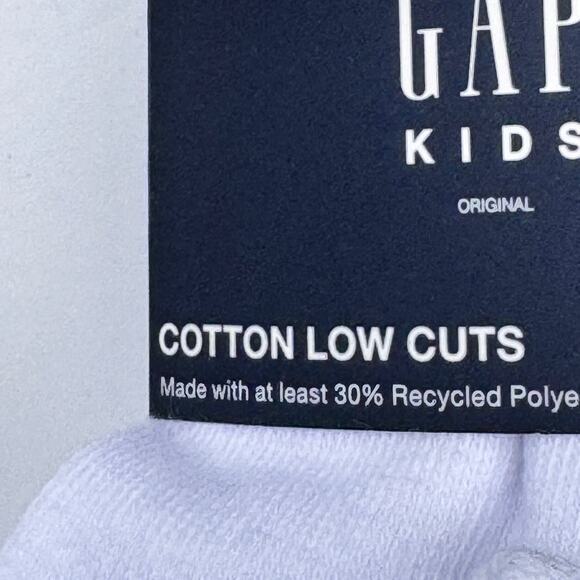 GAP
KIDS
ORIGINAL
COTTON LOW CUTS
Made with at least 30% Recycled Polye